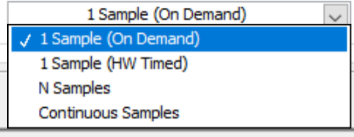 1 Sample (On Demand)
1 Sample (On Demand)
1 Sample (HW Timed)
N Samples
Continuous Samples